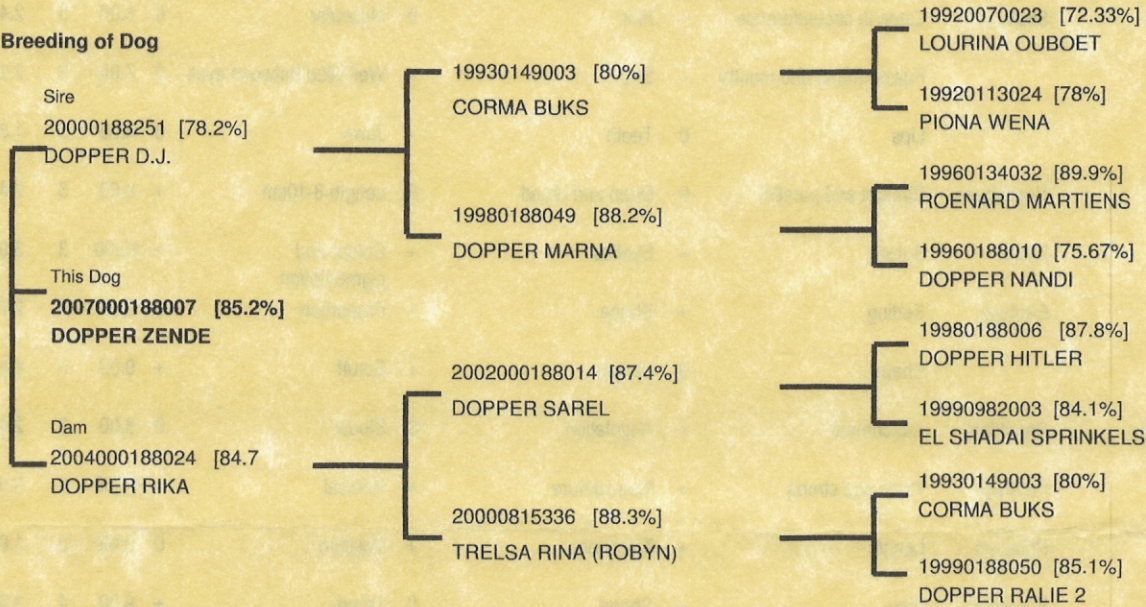 Breeding of Dog
Sire
20000188251 [78.2%]
DOPPER D.J.
This Dog
2007000188007 [85.2%]
DOPPER ZENDE
Dam
2004000188024 [84.7
DOPPER RIKA
19930149003 [80%]
CORMA BUKS
19980188049 [88.2%]
DOPPER MARNA
2002000188014 [87.4%]
DOPPER SAREL
20000815336 [88.3%]
TRELSA RINA (ROBYN)
19920070023 [72.33%]
LOURINA OUBOET
19920113024 [78%]
PIONA WENA
19960134032 [89.9%]
ROENARD MARTIENS
19960188010 [75.67%]
DOPPER NANDI
19980188006 [87.8%]
DOPPER HITLER
19990982003 [84.1%]
EL SHADAI SPRINKELS
19930149003 [80%]
CORMA BUKS
19990188050 [85.1%]
DOPPER RALIE 2